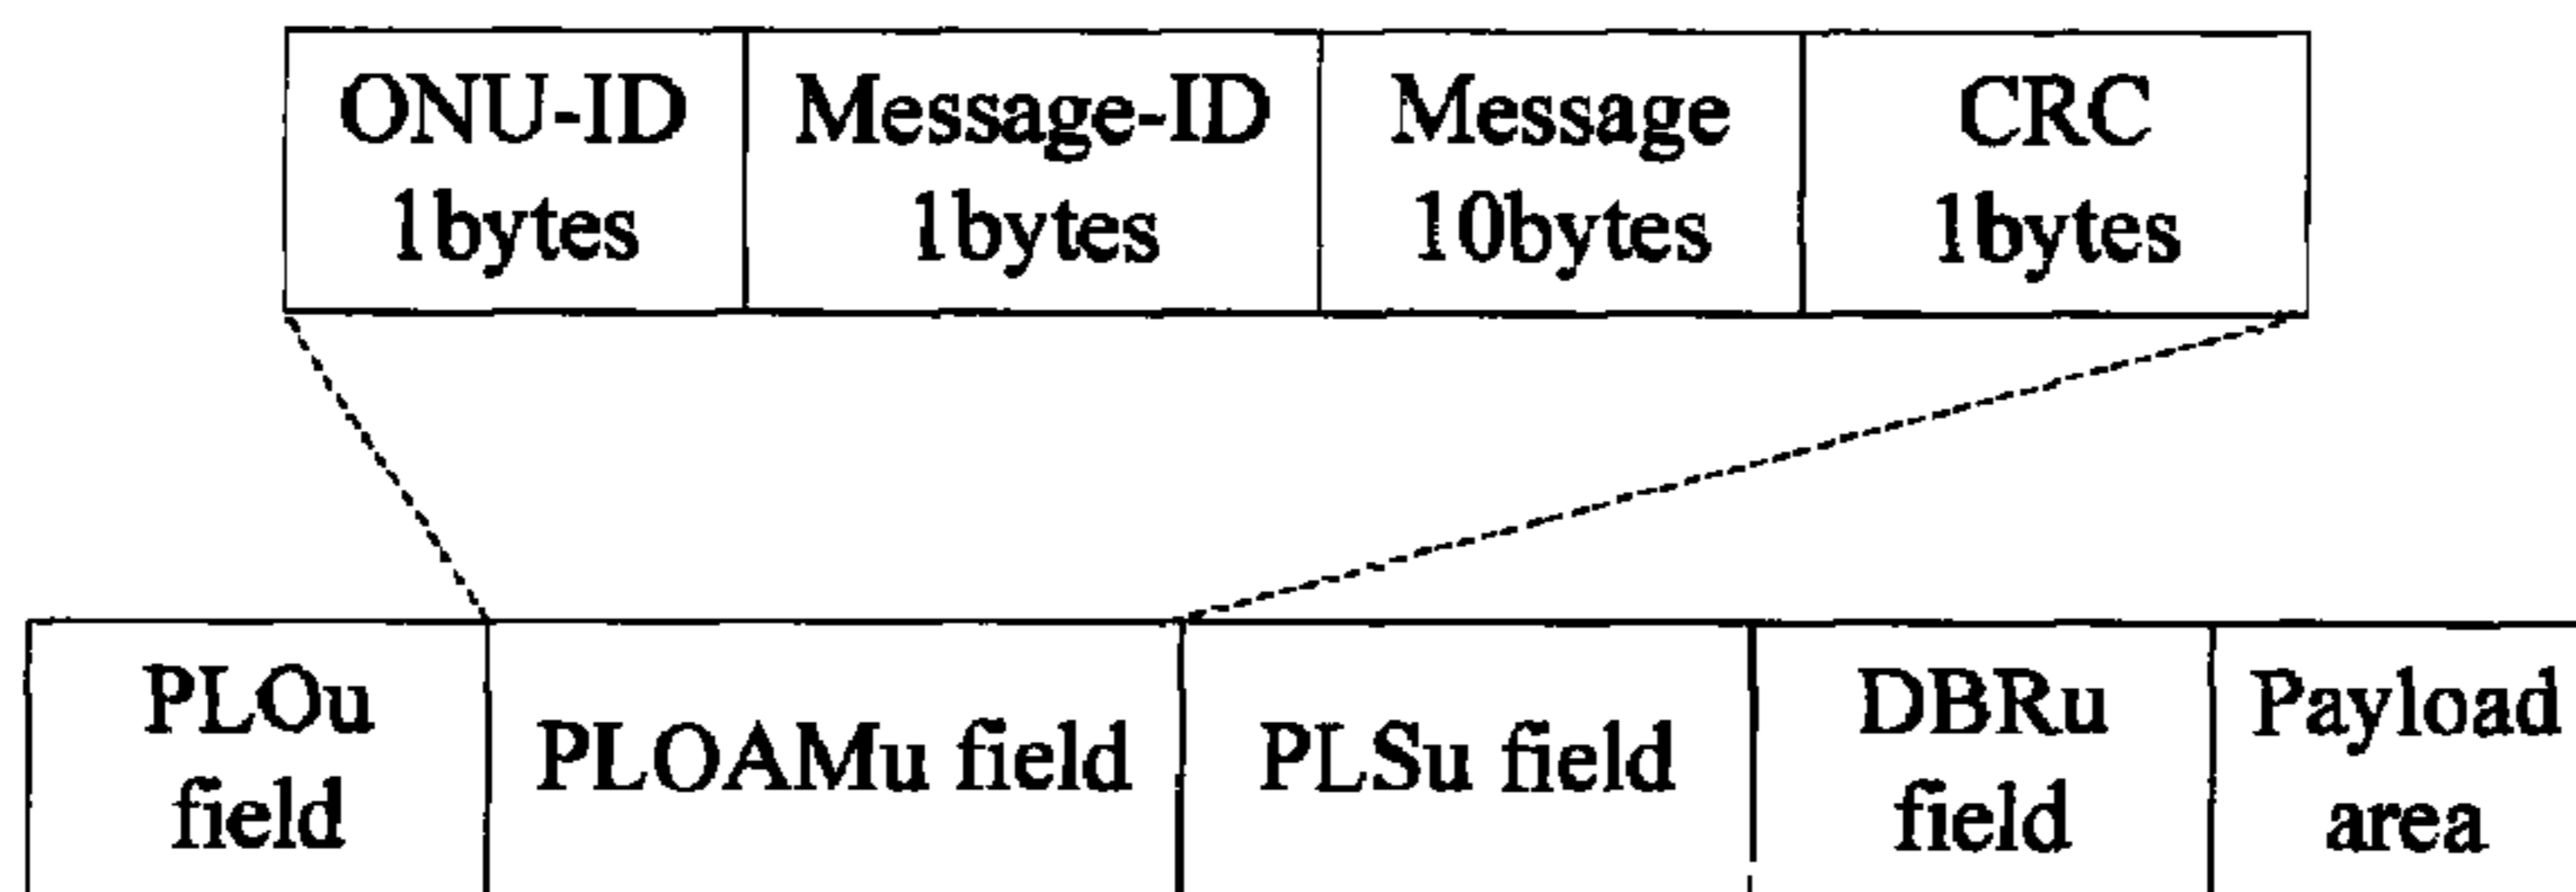 ONU-ID Message-ID Message CRC
1bytes 1bytes 10bytes 1bytes
PLOu field PLOAMu field PLSu field DBRu field Payload area